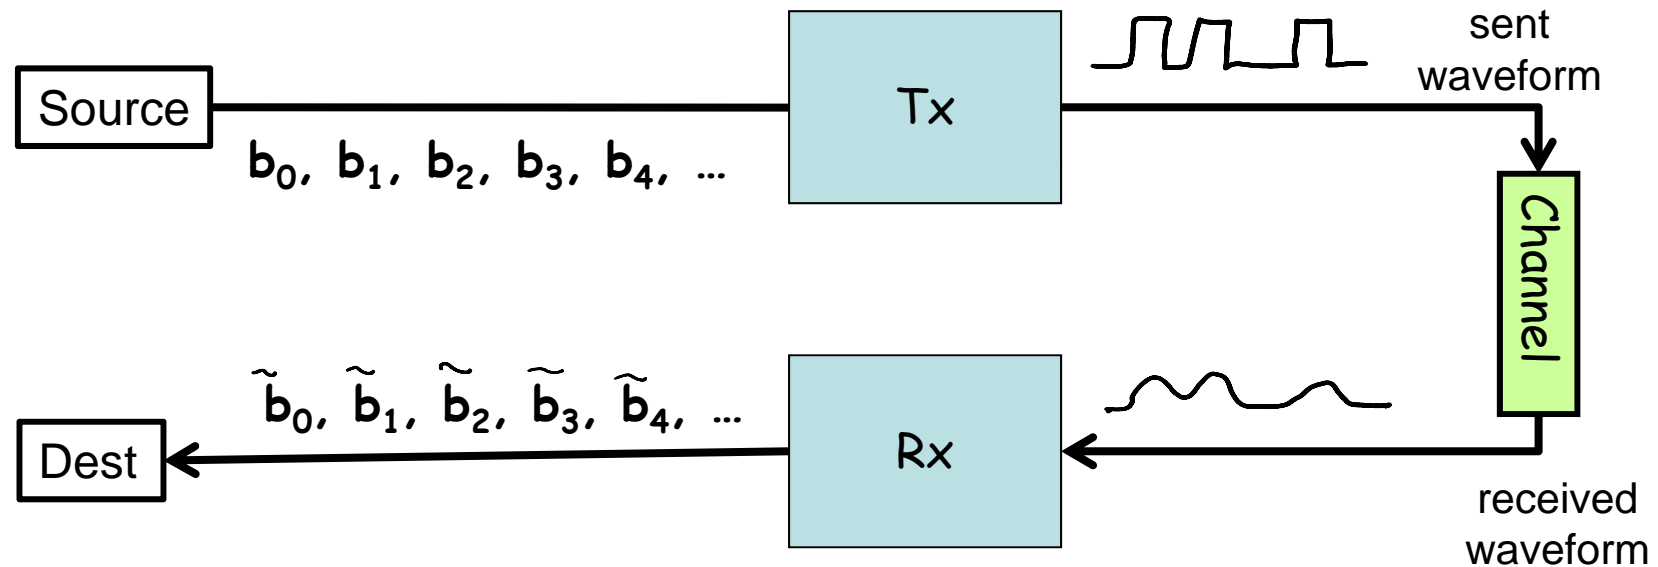 Source
b₀, b₁, b₂, b₃, b₄, ...
Tx
sent
waveform
Channel
b̃₀, b̃₁, b̃₂, b̃₃, b̃₄, ...
Dest
Rx
received
waveform